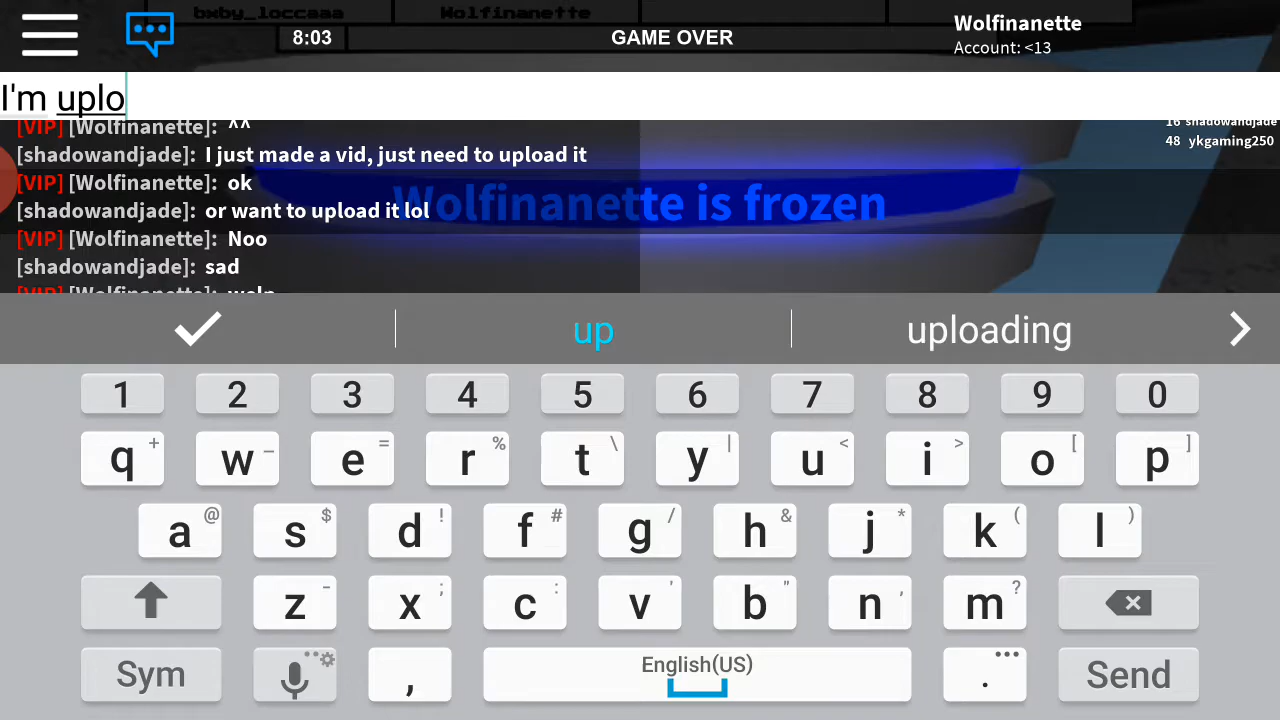 bxby_loccaaa Wolfinanette
8:03 GAME OVER Wolfinanette
Account: <13
I'm uplo
[VIP] [Wolfinanette]: ^^
16 shadowandjade
[shadowandjade]: I just made a vid, just need to upload it
48 ykgaming250
[VIP] [Wolfinanette]: ok
Wolfinanette is frozen
[shadowandjade]: or want to upload it lol
[VIP] [Wolfinanette]: Noo
[shadowandjade]: sad
[VIP] [Wolfinanette]: welp
up uploading
1 2 3 4 5 6 7 8 9 0
q + w - e = r % t \ y | u < i > o [ p ]
a @ s $ d ! f # g / h & j * k ( l )
z - x ; c : v ' b " n , m ?
English(US)
Sym , . Send